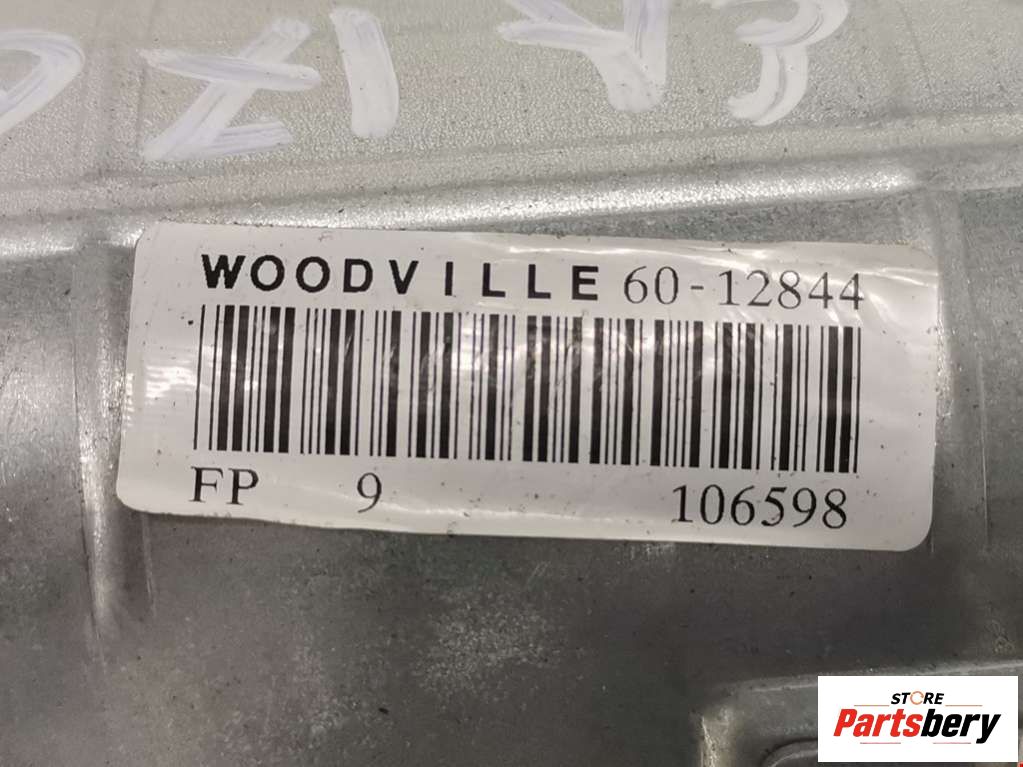 WOODVILLE 60-12844
FP 9 106598
STORE
Partsbery